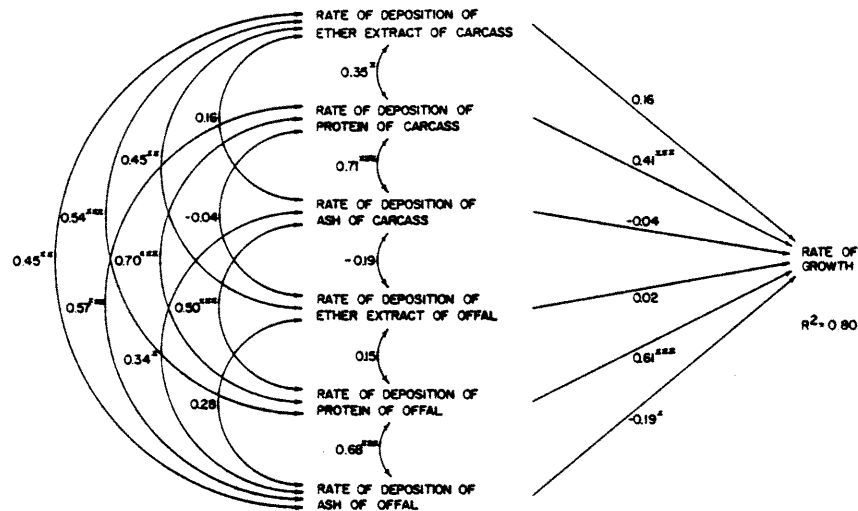 RATE OF DEPOSITION OF
ETHER EXTRACT OF CARCASS
0.35*
0.16
0.16
RATE OF DEPOSITION OF
PROTEIN OF CARCASS
0.45**
0.71***
0.41***
RATE OF DEPOSITION OF
ASH OF CARCASS
0.54***
-0.04
-0.04
0.45**
0.70***
-0.19
RATE OF
GROWTH
RATE OF DEPOSITION OF
ETHER EXTRACT OF OFFAL
0.57***
0.50***
0.02
R²=0.80
0.34*
0.15
0.61***
RATE OF DEPOSITION OF
PROTEIN OF OFFAL
0.28
-0.19*
0.68***
RATE OF DEPOSITION OF
ASH OF OFFAL